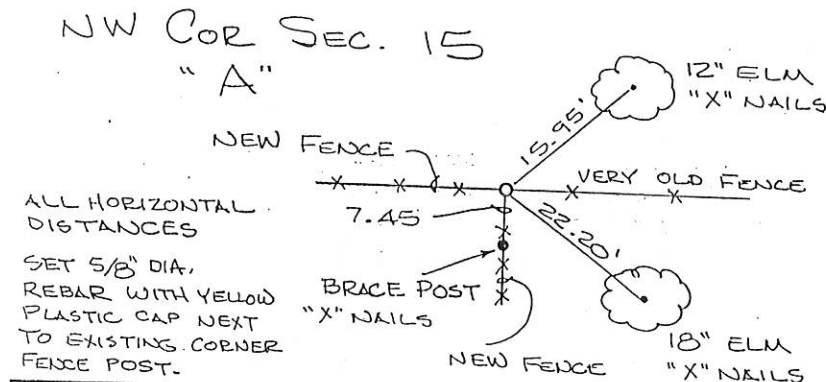 NW COR SEC. 15
"A"
12" ELM
"X" NAILS
15.95'
NEW FENCE
VERY OLD FENCE
7.45
22.20'
ALL HORIZONTAL
DISTANCES
SET 5/8" DIA.
REBAR WITH YELLOW
PLASTIC CAP NEXT
TO EXISTING CORNER
FENCE POST.
BRACE POST
"X" NAILS
NEW FENCE
18" ELM
"X" NAILS